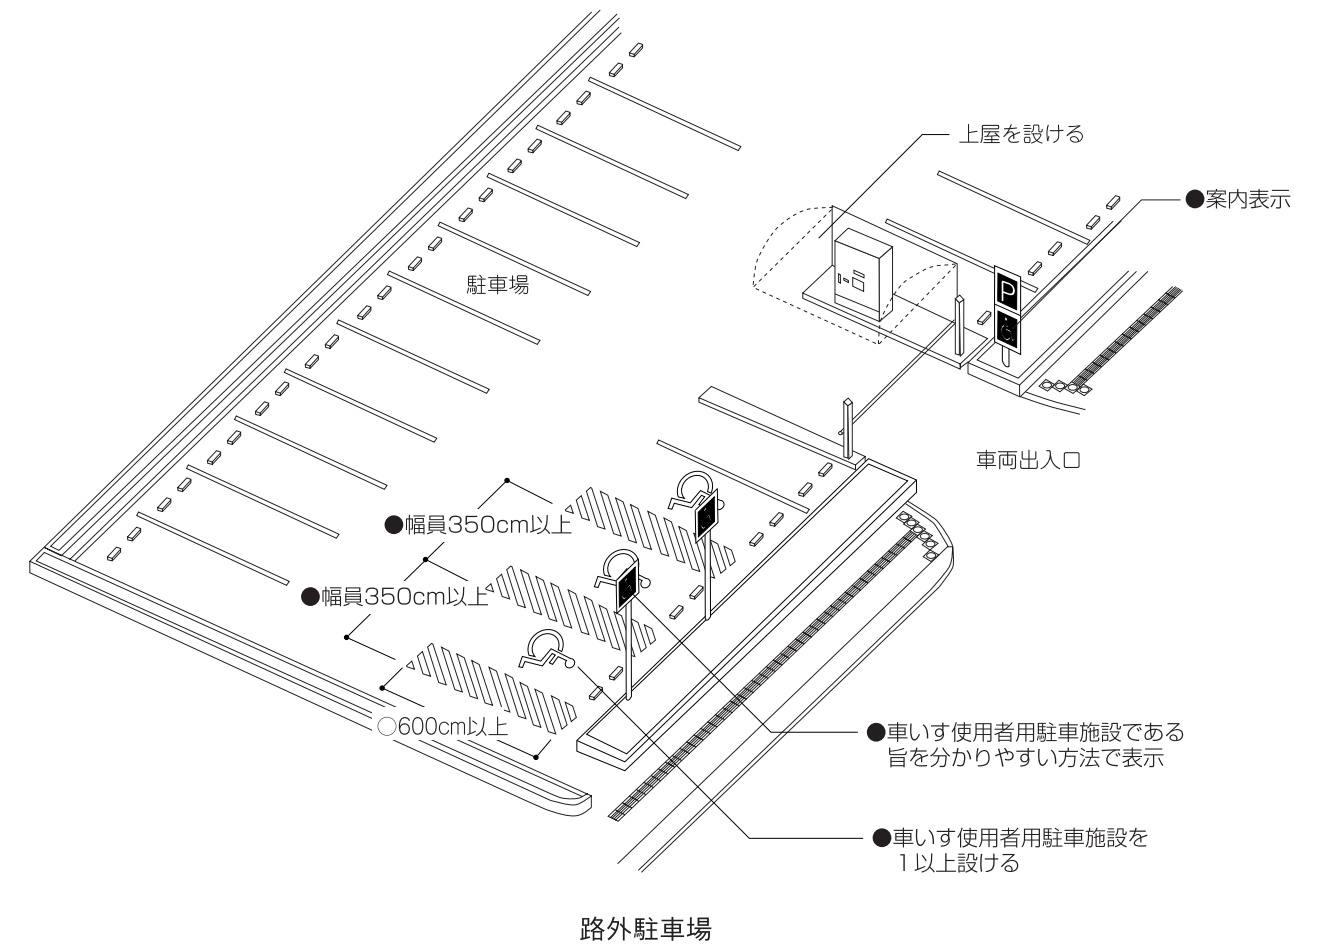 上屋を設ける
●案内表示
駐車場
P
車両出入口
●幅員350cm以上
●幅員350cm以上
○600cm以上
●車いす使用者用駐車施設である
旨を分かりやすい方法で表示
●車いす使用者用駐車施設を
1以上設ける
路外駐車場